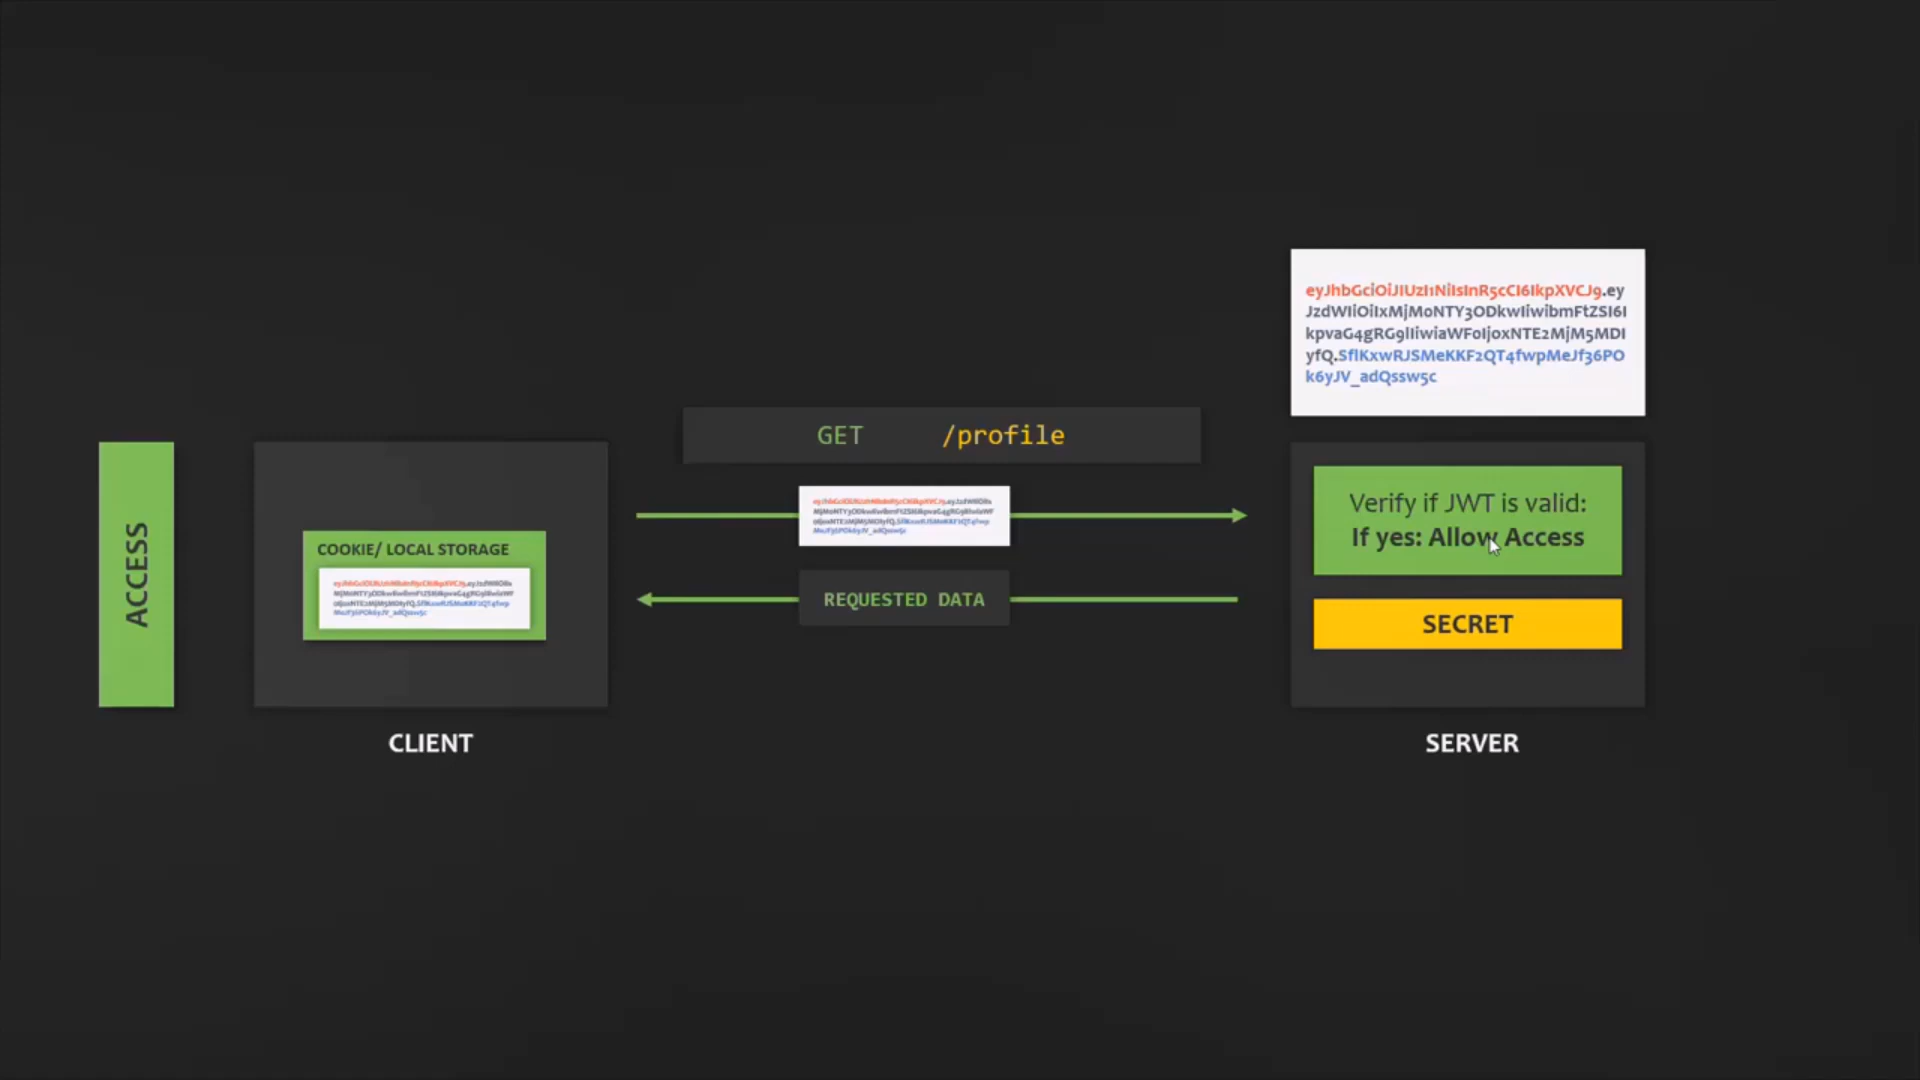 eyJhbGciOiJIUzI1NiIsInR5cCI6IkpXVCJ9.ey
JzdWIiOiIxMjM0NTY3ODkwIiwibmFtZSI6I
kpvaG4gRG9lIiwiaWF0IjoxNTE2MjM5MDI
yfQ.SflKxwRJSMeKKF2QT4fwpMeJf36PO
k6yJV_adQssw5c
GET /profile
ACCESS
COOKIE/ LOCAL STORAGE
REQUESTED DATA
Verify if JWT is valid:
If yes: Allow Access
SECRET
CLIENT
SERVER